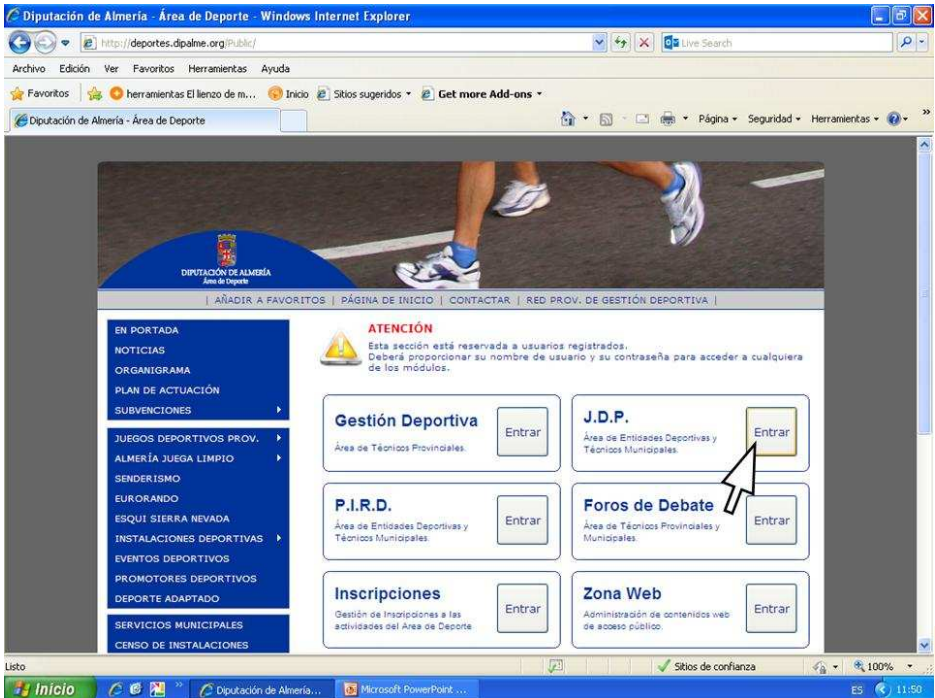 Diputación de Almería - Área de Deporte - Windows Internet Explorer
http://deportes.dipalme.org/Public/
Live Search
Archivo Edición Ver Favoritos Herramientas Ayuda
Favoritos herramientas El lienzo de m... Inicio Sitios sugeridos Get more Add-ons
Diputación de Almería - Área de Deporte
Página Seguridad Herramientas »
DIPUTACIÓN DE ALMERÍA
Área de Deporte
| AÑADIR A FAVORITOS | PÁGINA DE INICIO | CONTACTAR | RED PROV. DE GESTIÓN DEPORTIVA |
EN PORTADA
NOTICIAS
ORGANIGRAMA
PLAN DE ACTUACIÓN
SUBVENCIONES
JUEGOS DEPORTIVOS PROV.
ALMERÍA JUEGA LIMPIO
SENDERISMO
EURORANDO
ESQUI SIERRA NEVADA
INSTALACIONES DEPORTIVAS
EVENTOS DEPORTIVOS
PROMOTORES DEPORTIVOS
DEPORTE ADAPTADO
SERVICIOS MUNICIPALES
CENSO DE INSTALACIONES
ATENCIÓN
Esta sección está reservada a usuarios registrados.
Deberá proporcionar su nombre de usuario y su contraseña para acceder a cualquiera
de los módulos.
Gestión Deportiva
Área de Técnicos Provinciales.
Entrar
J.D.P.
Área de Entidades Deportivas y
Técnicos Municipales.
Entrar
P.I.R.D.
Área de Entidades Deportivas y
Técnicos Municipales.
Entrar
Foros de Debate
Área de Técnicos Provinciales y
Municipales.
Entrar
Inscripciones
Gestión de Inscripciones a las
actividades del Area de Deporte
Entrar
Zona Web
Administración de contenidos web
de acceso público.
Entrar
Listo
Sitios de confianza
100%
Inicio
»
Diputación de Almería...
Microsoft PowerPoint ...
ES
11:50